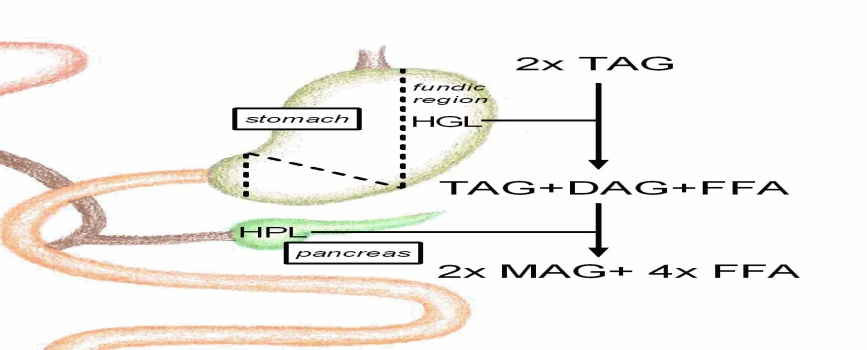 2x TAG
fundic
region
stomach
HGL
TAG+DAG+FFA
HPL
pancreas
2x MAG+ 4x FFA